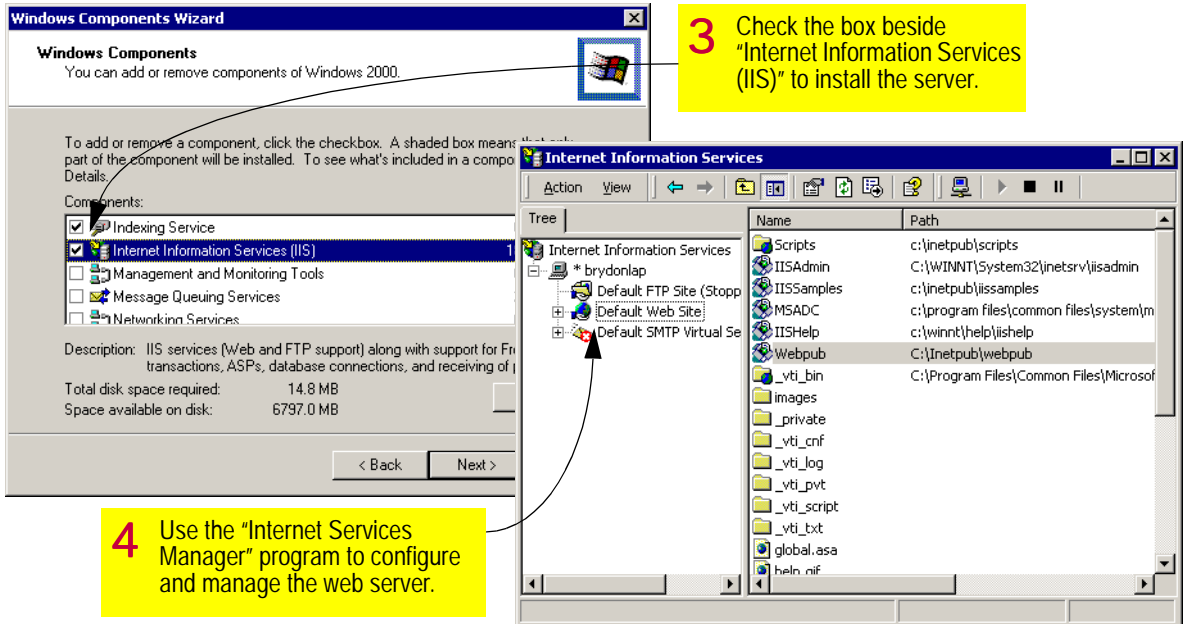 Windows Components Wizard
Windows Components
You can add or remove components of Windows 2000.
3 Check the box beside
“Internet Information Services
(IIS)” to install the server.
To add or remove a component, click the checkbox. A shaded box means that only
part of the component will be installed. To see what's included in a compo
Details.
Components:
Indexing Service
Internet Information Services (IIS) 1
Management and Monitoring Tools
Message Queuing Services
Networking Services
Description: IIS services (Web and FTP support) along with support for Fr
transactions, ASPs, database connections, and receiving of
Total disk space required: 14.8 MB
Space available on disk: 6797.0 MB
< Back Next >
Internet Information Services
Action View
Tree
Internet Information Services
* brydonlap
Default FTP Site (Stopp
Default Web Site
Default SMTP Virtual Se
Name Path
Scripts c:\inetpub\scripts
IISAdmin C:\WINNT\System32\inetsrv\iisadmin
IISSamples c:\inetpub\iissamples
MSADC c:\program files\common files\system\m
IISHelp c:\winnt\help\iishelp
Webpub C:\Inetpub\webpub
_vti_bin C:\Program Files\Common Files\Microsof
images
_private
_vti_cnf
_vti_log
_vti_pvt
_vti_script
_vti_txt
global.asa
help.gif
4 Use the “Internet Services
Manager” program to configure
and manage the web server.